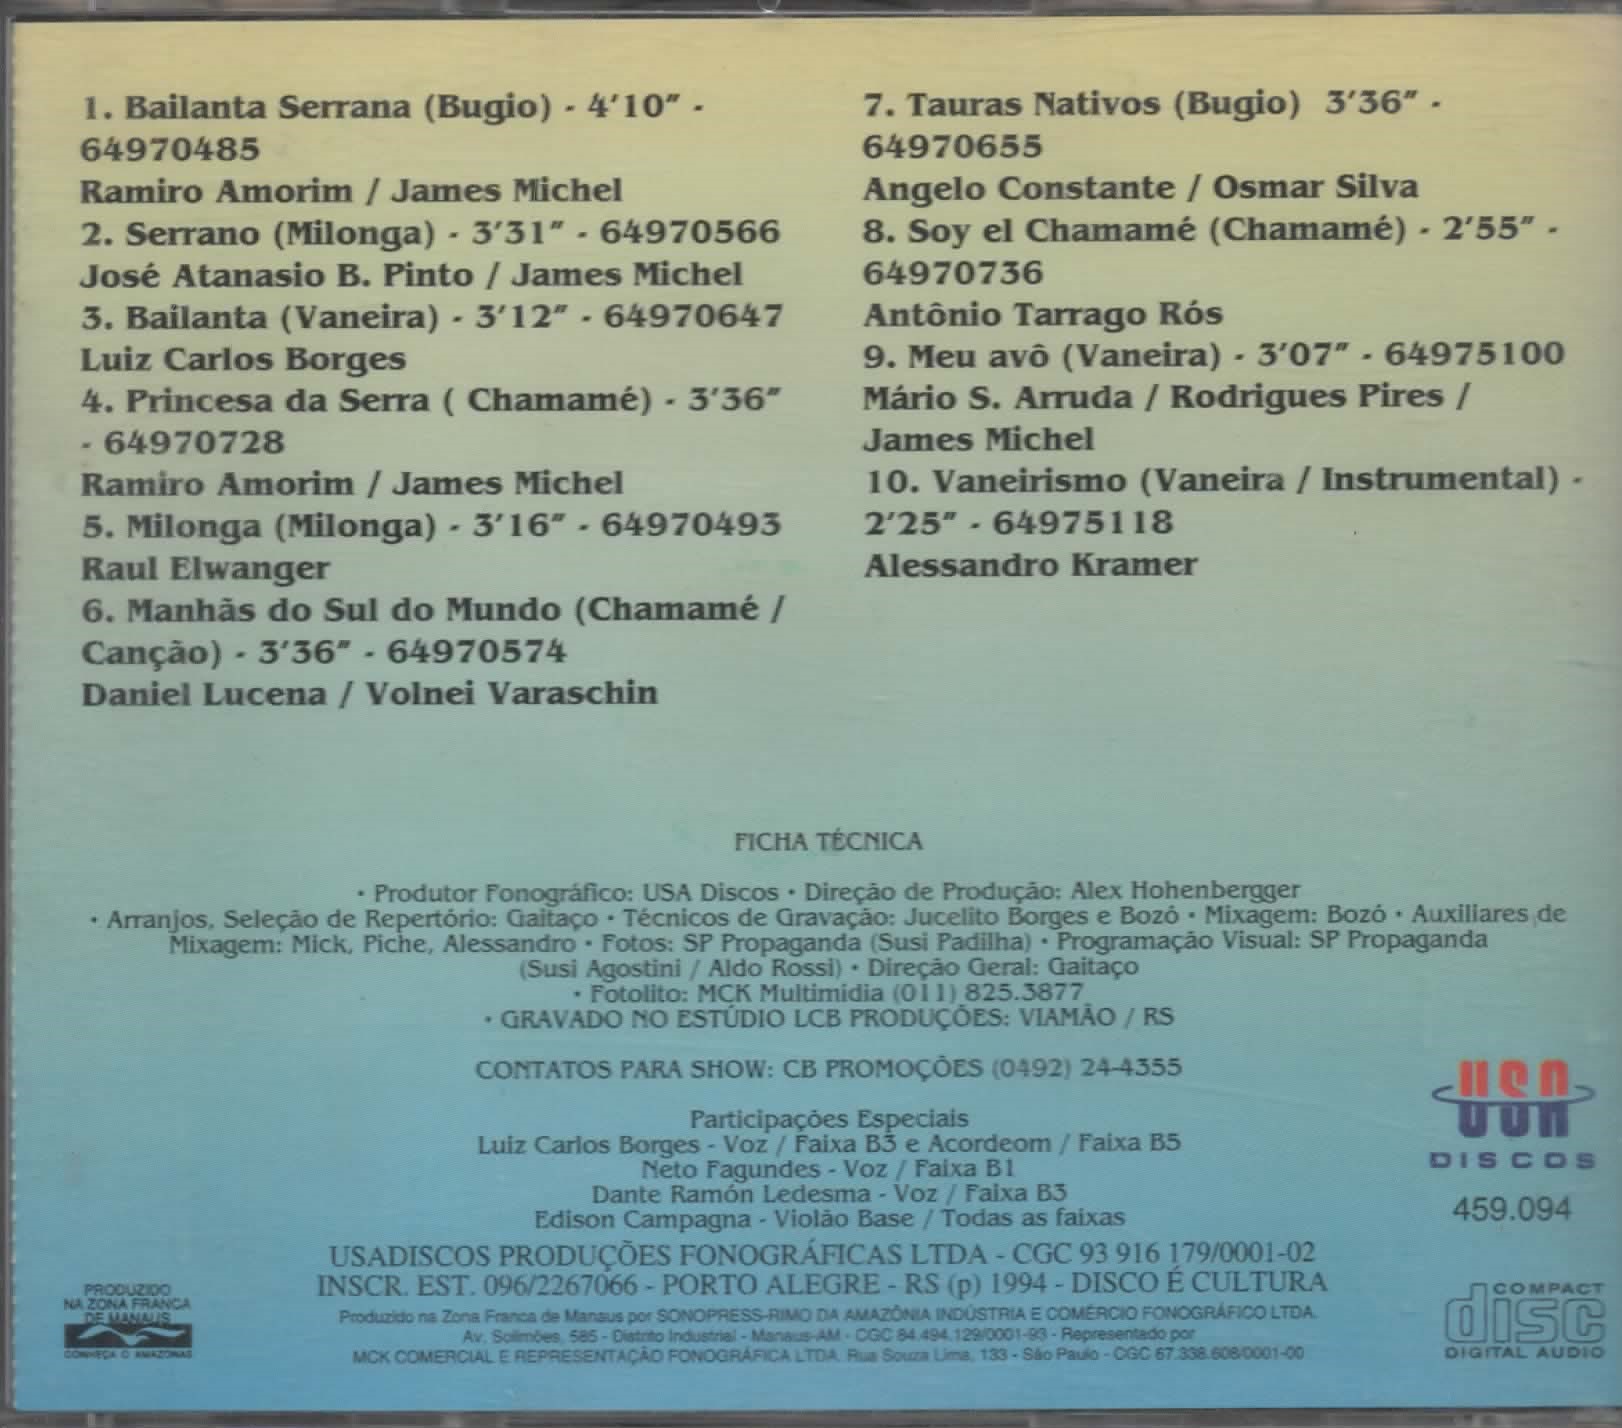 1. Bailanta Serrana (Bugio) - 4'10" -
64970485
Ramiro Amorim / James Michel
2. Serrano (Milonga) - 3'31" - 64970566
José Atanasio B. Pinto / James Michel
3. Bailanta (Vaneira) - 3'12" - 64970647
Luiz Carlos Borges
4. Princesa da Serra ( Chamamé) - 3'36"
- 64970728
Ramiro Amorim / James Michel
5. Milonga (Milonga) - 3'16" - 64970493
Raul Elwanger
6. Manhãs do Sul do Mundo (Chamamé /
Canção) - 3'36" - 64970574
Daniel Lucena / Volnei Varaschin
7. Tauras Nativos (Bugio) 3'36" -
64970655
Angelo Constante / Osmar Silva
8. Soy el Chamamé (Chamamé) - 2'55" -
64970736
Antônio Tarrago Rós
9. Meu avô (Vaneira) - 3'07" - 64975100
Mário S. Arruda / Rodrigues Pires /
James Michel
10. Vaneirismo (Vaneira / Instrumental) -
2'25" - 64975118
Alessandro Kramer
FICHA TÉCNICA
• Produtor Fonográfico: USA Discos • Direção de Produção: Alex Hohenbergger
• Arranjos, Seleção de Repertório: Gaitaço • Técnicos de Gravação: Jucelito Borges e Bozó • Mixagem: Bozó • Auxiliares de
Mixagem: Mick, Piche, Alessandro • Fotos: SP Propaganda (Susi Padilha) • Programação Visual: SP Propaganda
(Susi Agostini / Aldo Rossi) • Direção Geral: Gaitaço
• Fotolito: MCK Multimidia (011) 825.3877
• GRAVADO NO ESTÚDIO LCB PRODUÇÕES: VIAMÃO / RS
CONTATOS PARA SHOW: CB PROMOÇÕES (0492) 24-4355
Participações Especiais
Luiz Carlos Borges - Voz / Faixa B3 e Acordeom / Faixa B5
Neto Fagundes - Voz / Faixa B1
Dante Ramón Ledesma - Voz / Faixa B3
Edison Campagna - Violão Base / Todas as faixas
USA
DISCOS
459.094
USADISCOS PRODUÇÕES FONOGRÁFICAS LTDA - CGC 93 916 179/0001-02
INSCR. EST. 096/2267066 - PORTO ALEGRE - RS (p) 1994 - DISCO É CULTURA
Produzido na Zona Franca de Manaus por SONOPRESS-RIMO DA AMAZÔNIA INDÚSTRIA E COMÉRCIO FONOGRÁFICO LTDA.
Av. Solimões, 585 - Distrito Industrial - Manaus-AM - CGC 84.494.129/0001-93 - Representado por
MCK COMERCIAL E REPRESENTAÇÃO FONOGRÁFICA LTDA. Rua Souza Lima, 133 - São Paulo - CGC 67.338.608/0001-00
PRODUZIDO
NA ZONA FRANCA
DE MANAUS
CONHEÇA O AMAZONAS
COMPACT
disc
DIGITAL AUDIO